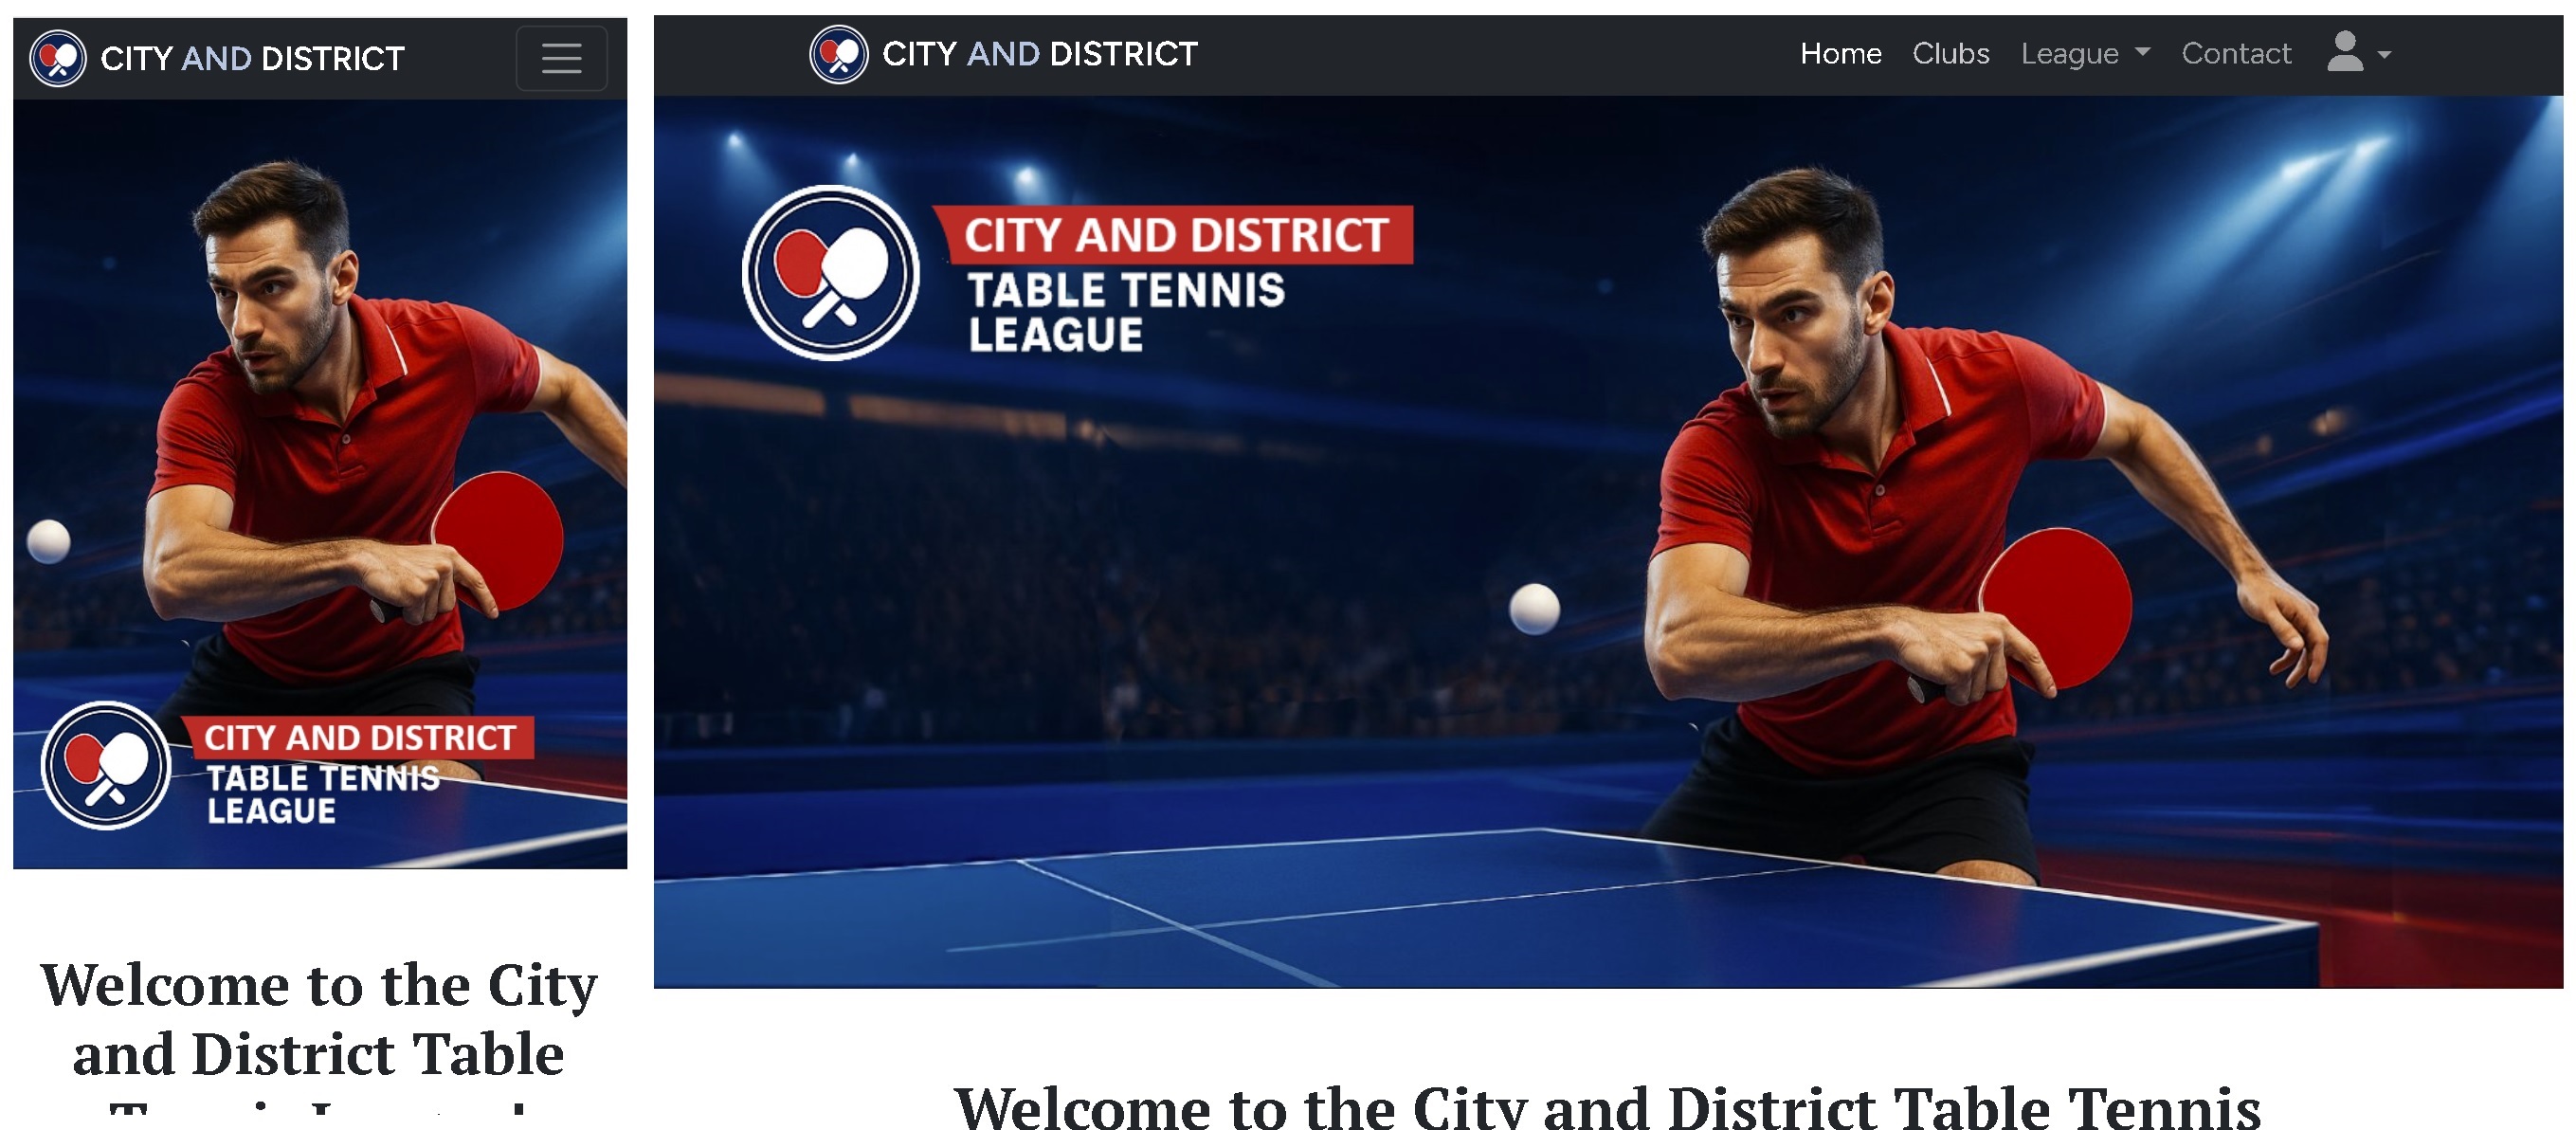 CITY AND DISTRICT
CITY AND DISTRICT
TABLE TENNIS
LEAGUE
Welcome to the City
and District Table
CITY AND DISTRICT
Home Clubs League Contact
CITY AND DISTRICT
TABLE TENNIS
LEAGUE
Welcome to the City and District Table Tennis